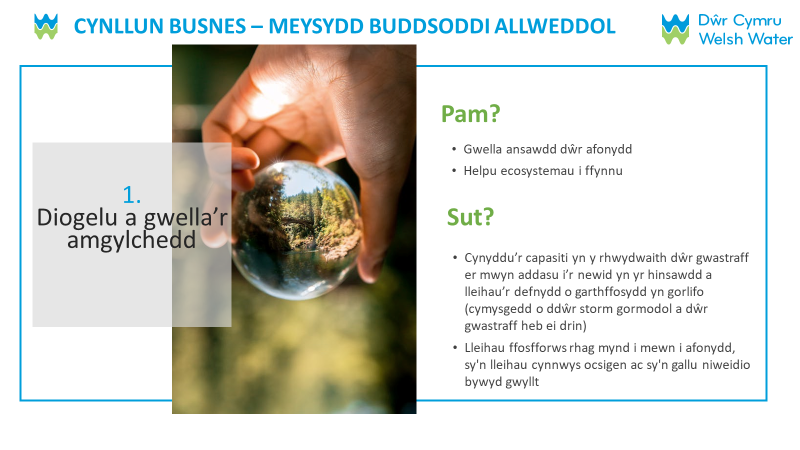 CYNLLUN BUSNES – MEYSYDD BUDDSODDI ALLWEDDOL
Dŵr Cymru
Welsh Water
1.
Diogelu a gwella'r
amgylchedd
Pam?
• Gwella ansawdd dŵr afonydd
• Helpu ecosystemau i ffynnu
Sut?
• Cynyddu'r capasiti yn y rhwydwaith dŵr gwastraff
er mwyn addasu i'r newid yn yr hinsawdd a
lleihau'r defnydd o garthffosydd yn gorlifo
(cymysgedd o ddŵr storm gormodol a dŵr
gwastraff heb ei drin)
• Lleihau ffosfforws rhag mynd i mewn i afonydd,
sy'n lleihau cynnwys ocsigen ac sy'n gallu niweidio
bywyd gwyllt